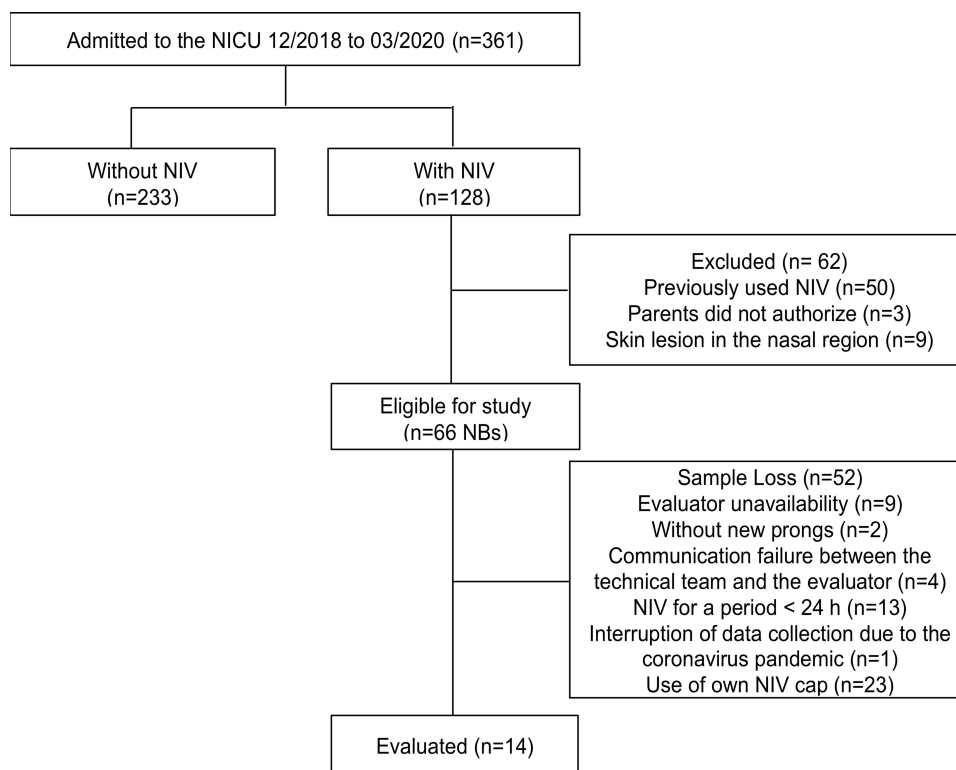 Admitted to the NICU 12/2018 to 03/2020 (n=361)
Without NIV
(n=233)
With NIV
(n=128)
Excluded (n= 62)
Previously used NIV (n=50)
Parents did not authorize (n=3)
Skin lesion in the nasal region (n=9)
Eligible for study
(n=66 NBs)
Sample Loss (n=52)
Evaluator unavailability (n=9)
Without new prongs (n=2)
Communication failure between the
technical team and the evaluator (n=4)
NIV for a period < 24 h (n=13)
Interruption of data collection due to the
coronavirus pandemic (n=1)
Use of own NIV cap (n=23)
Evaluated (n=14)